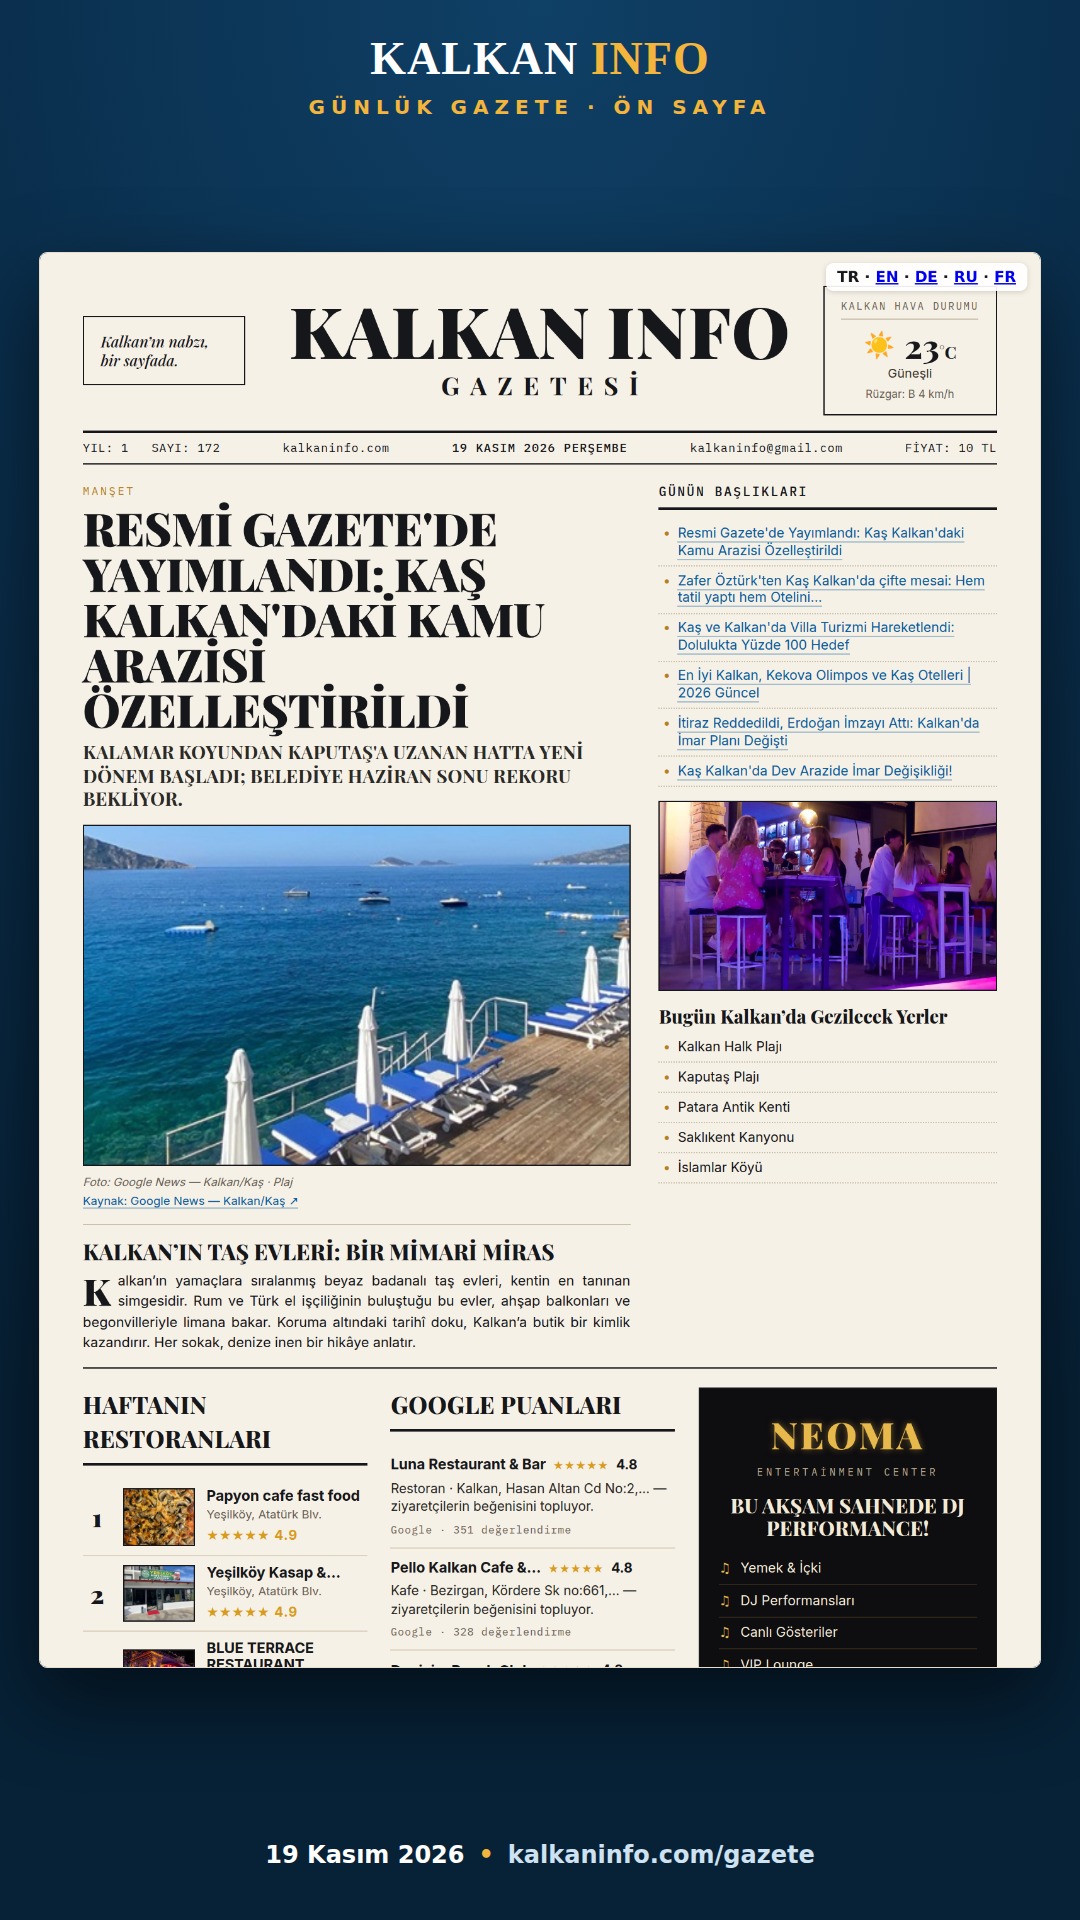 KALKAN INFO
GÜNLÜK GAZETE · ÖN SAYFA
TR · EN · DE · RU · FR
Kalkan'ın nabzı,
bir sayfada.
KALKAN INFO
GAZETESİ
KALKAN HAVA DURUMU
☀️ 23°C
Güneşli
Rüzgar: B 4 km/h
YIL: 1 SAYI: 172 kalkaninfo.com 19 KASIM 2026 PERŞEMBE kalkaninfo@gmail.com FİYAT: 10 TL
MANŞET
RESMİ GAZETE'DE
YAYIMLANDI: KAŞ
KALKAN'DAKİ KAMU
ARAZİSİ
ÖZELLEŞTİRİLDİ
KALAMAR KOYUNDAN KAPUTAŞ'A UZANAN HATTA YENİ
DÖNEM BAŞLADI; BELEDİYE HAZİRAN SONU REKORU
BEKLİYOR.
Foto: Google News — Kalkan/Kaş · Plaj
Kaynak: Google News — Kalkan/Kaş ↗
KALKAN'IN TAŞ EVLERİ: BİR MİMARİ MİRAS
Kalkan'ın yamaçlara sıralanmış beyaz badanalı taş evleri, kentin en tanınan
simgesidir. Rum ve Türk el işçiliğinin buluştuğu bu evler, ahşap balkonları ve
begonvilleriyle limana bakar. Koruma altındaki tarihî doku, Kalkan'a butik bir kimlik
kazandırır. Her sokak, denize inen bir hikâye anlatır.
GÜNÜN BAŞLIKLARI
• Resmi Gazete'de Yayımlandı: Kaş Kalkan'daki
Kamu Arazisi Özelleştirildi
• Zafer Öztürk'ten Kaş Kalkan'da çifte mesai: Hem
tatil yaptı hem Otelini...
• Kaş ve Kalkan'da Villa Turizmi Hareketlendi:
Dolulukta Yüzde 100 Hedef
• En İyi Kalkan, Kekova Olimpos ve Kaş Otelleri |
2026 Güncel
• İtiraz Reddedildi, Erdoğan İmzayı Attı: Kalkan'da
İmar Planı Değişti
• Kaş Kalkan'da Dev Arazide İmar Değişikliği!
Bugün Kalkan'da Gezilecek Yerler
• Kalkan Halk Plajı
• Kaputaş Plajı
• Patara Antik Kenti
• Saklıkent Kanyonu
• İslamlar Köyü
HAFTANIN
RESTORANLARI
1 Papyon cafe fast food
Yeşilköy, Atatürk Blv.
★★★★★ 4.9
2 Yeşilköy Kasap &...
Yeşilköy, Atatürk Blv.
★★★★★ 4.9
BLUE TERRACE
RESTAURANT
GOOGLE PUANLARI
Luna Restaurant & Bar ★★★★★ 4.8
Restoran · Kalkan, Hasan Altan Cd No:2,... —
ziyaretçilerin beğenisini topluyor.
Google · 351 değerlendirme
Pello Kalkan Cafe &... ★★★★★ 4.8
Kafe · Bezirgan, Kördere Sk no:661,... —
ziyaretçilerin beğenisini topluyor.
Google · 328 değerlendirme
NEOMA
ENTERTAİNMENT CENTER
BU AKŞAM SAHNEDE DJ
PERFORMANCE!
♫ Yemek & İçki
♫ DJ Performansları
♫ Canlı Gösteriler
♫ VIP Lounge
19 Kasım 2026 • kalkaninfo.com/gazete